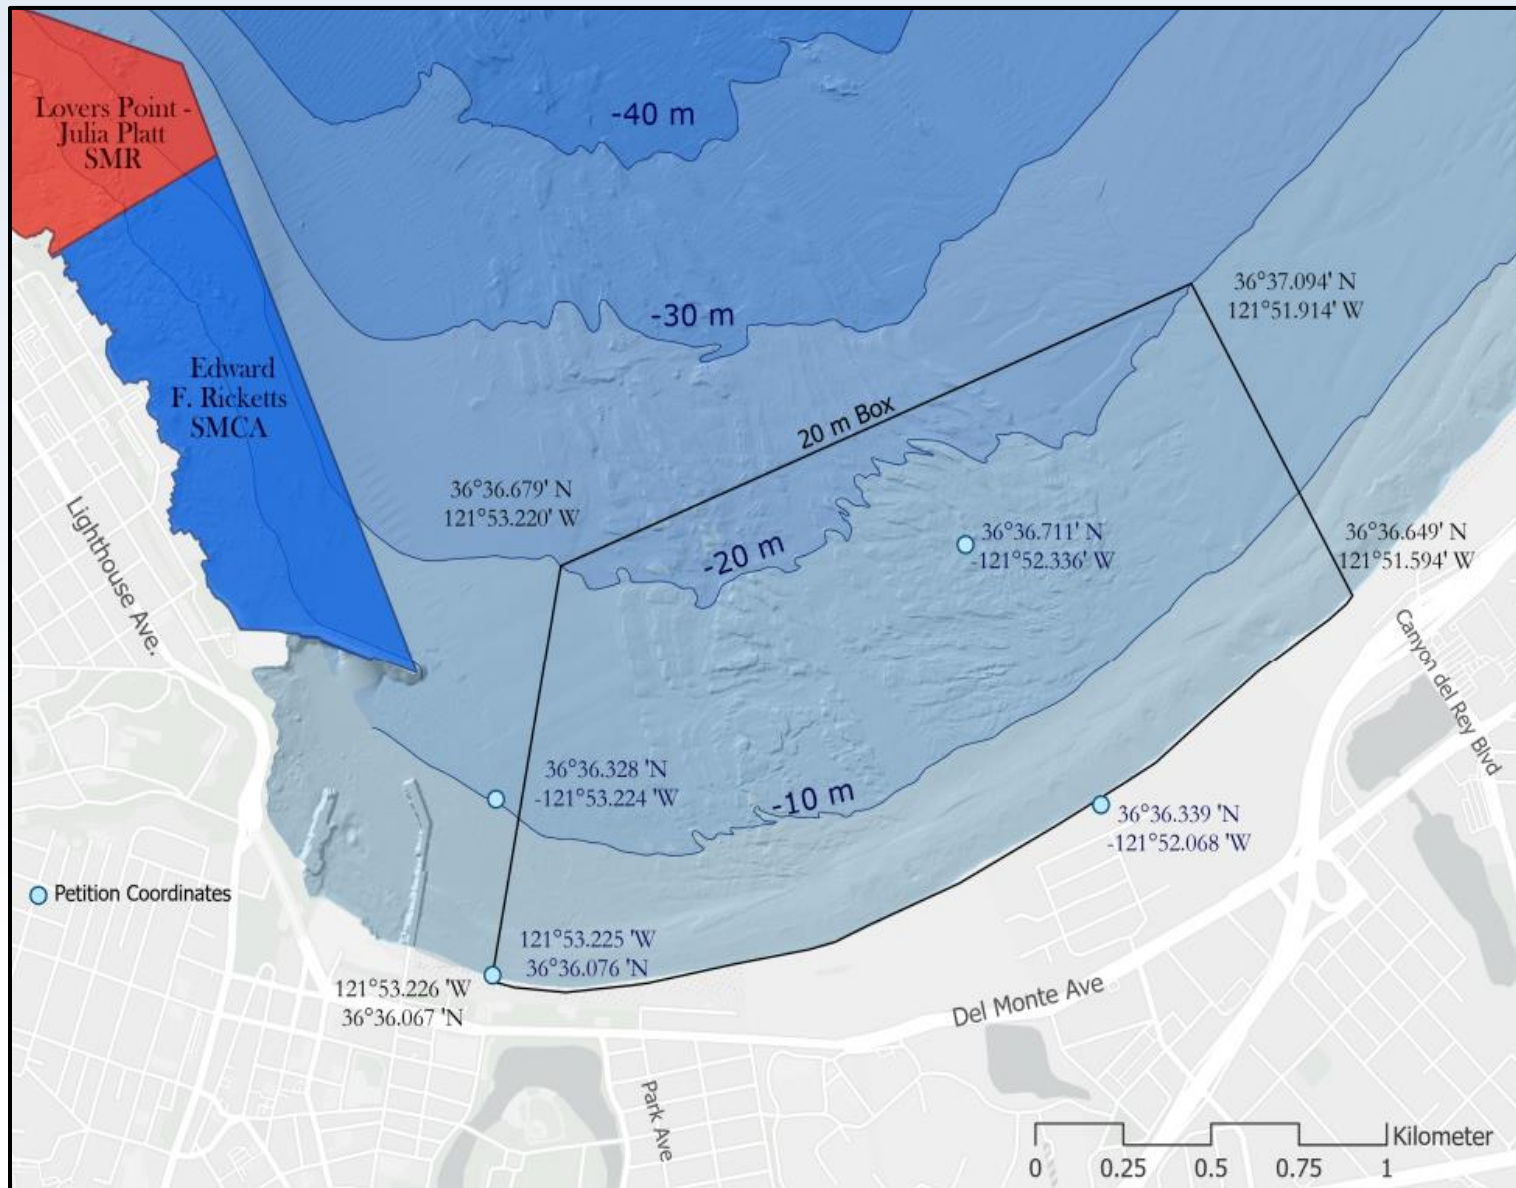 -40 m
Lovers Point -
Julia Platt
SMR
36°37.094' N
121°51.914' W
-30 m
Edward
F. Ricketts
SMCA
20 m Box
36°36.679' N
121°53.220' W
Lighthouse Ave.
-20 m
36°36.711' N
-121°52.336' W
36°36.649' N
121°51.594' W
Canyon del Rey Blvd
36°36.328 'N
-121°53.224 'W
-10 m
36°36.339 'N
-121°52.068 'W
Petition Coordinates
121°53.225 'W
36°36.076 'N
121°53.226 'W
36°36.067 'N
Del Monte Ave
Park Ave
Kilometer
0 0.25 0.5 0.75 1